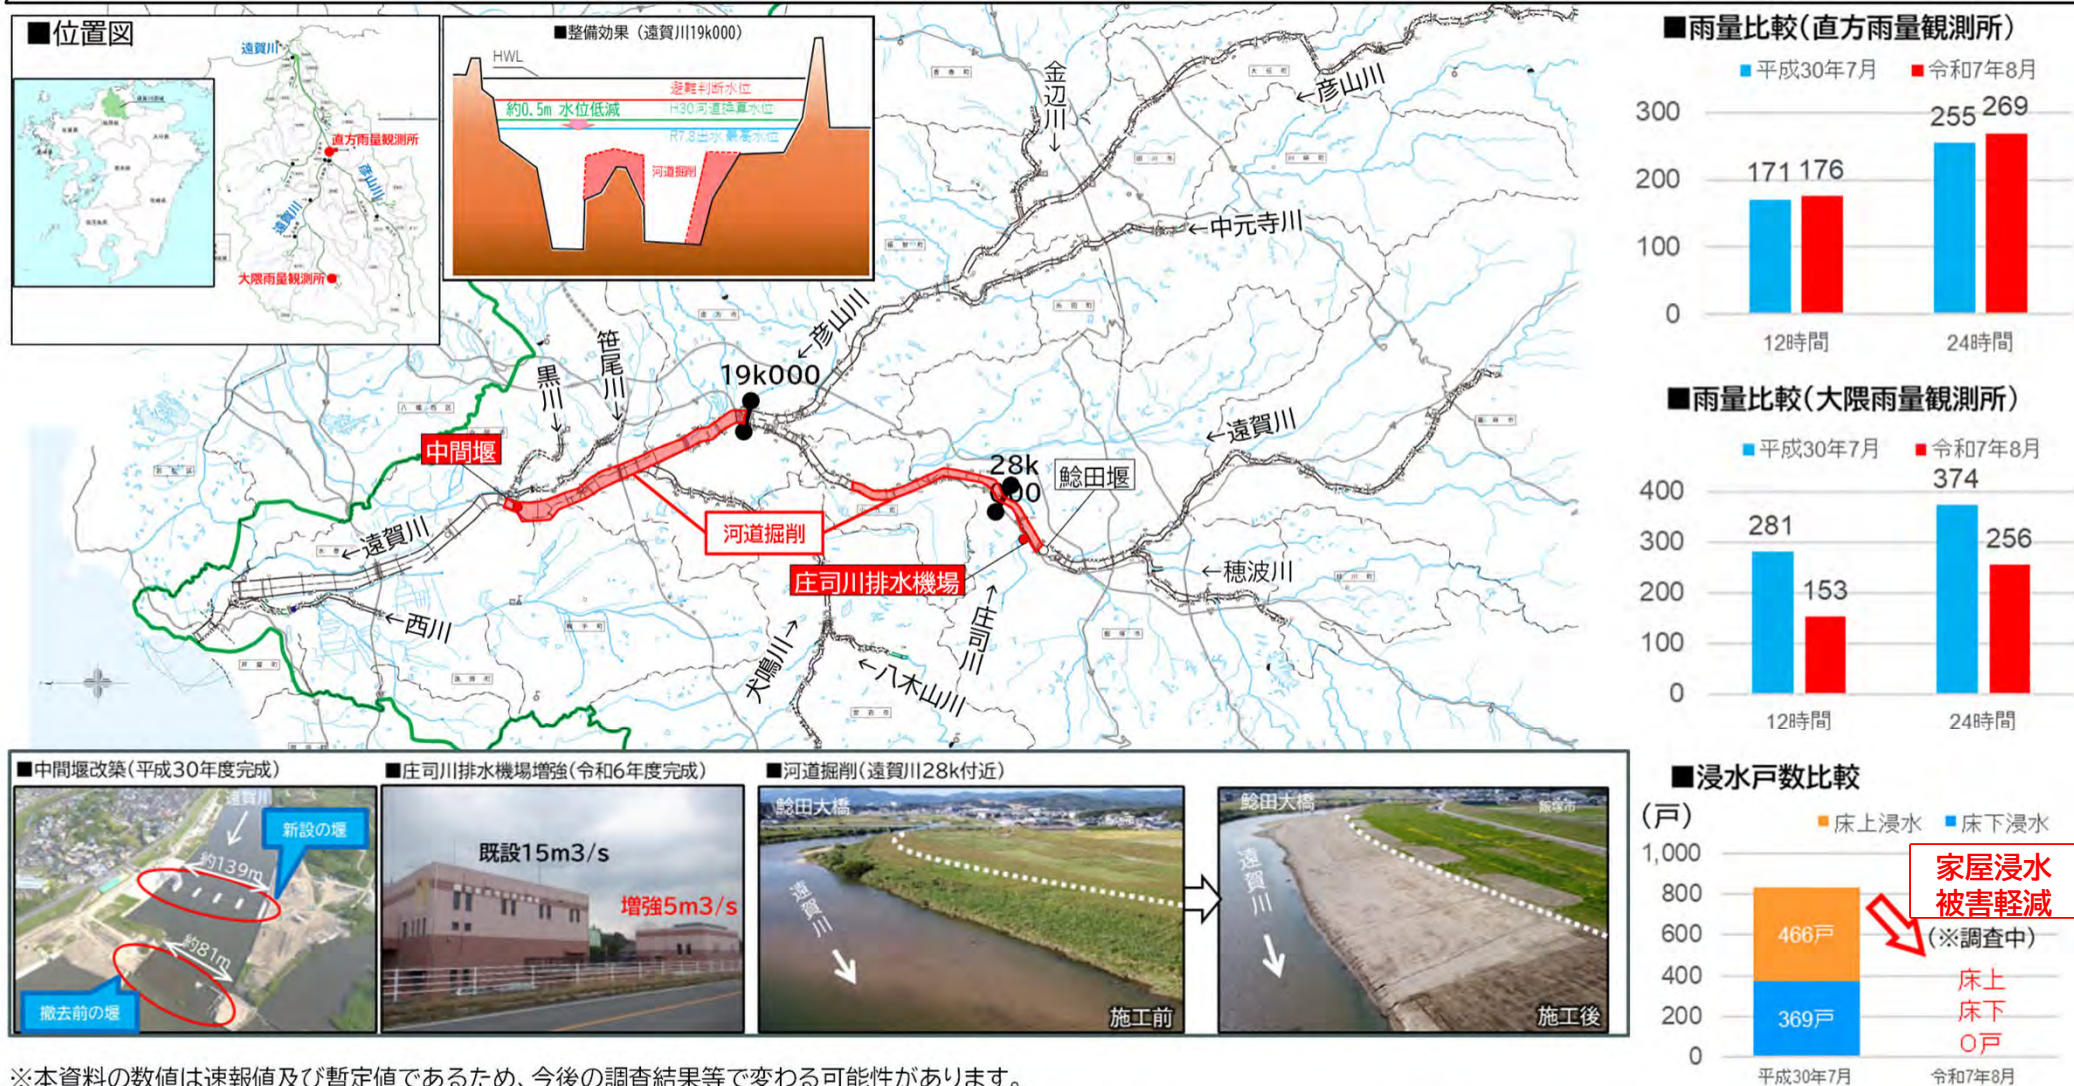 ■位置図
遠賀川
直方雨量観測所
彦山川
遠賀川
大隈雨量観測所
■整備効果（遠賀川19k000）
HWL
避難判断水位
約0.5m 水位低減
H30河道換算水位
R7.8出水最高水位
河道掘削
金辺川→
←彦山川
←中元寺川
←彦山川
笹尾川→
黒川→
19k000
中間堰
←遠賀川
28k
000
鯰田堰
河道掘削
←遠賀川
庄司川排水機場
←穂波川
←西川
犬鳴川→
←八木山川
庄司川→
■雨量比較(直方雨量観測所)
■平成30年7月 ■令和7年8月
300
200
100
0
171 176
255 269
12時間 24時間
■雨量比較(大隈雨量観測所)
■平成30年7月 ■令和7年8月
400
300
200
100
0
281
153
374
256
12時間 24時間
■中間堰改築(平成30年度完成)
遠賀川
新設の堰
約139m
約81m
撤去前の堰
■庄司川排水機場増強(令和6年度完成)
既設15m3/s
増強5m3/s
■河道掘削(遠賀川28k付近)
鯰田大橋
遠賀川
施工前
鯰田大橋
飯塚市
遠賀川
施工後
■浸水戸数比較
(戸)
■床上浸水 ■床下浸水
1,000
800
600
400
200
0
466戸
369戸
家屋浸水
被害軽減
(※調査中)
床上
床下
0戸
平成30年7月 令和7年8月
※本資料の数値は速報値及び暫定値であるため、今後の調査結果等で変わる可能性があります。